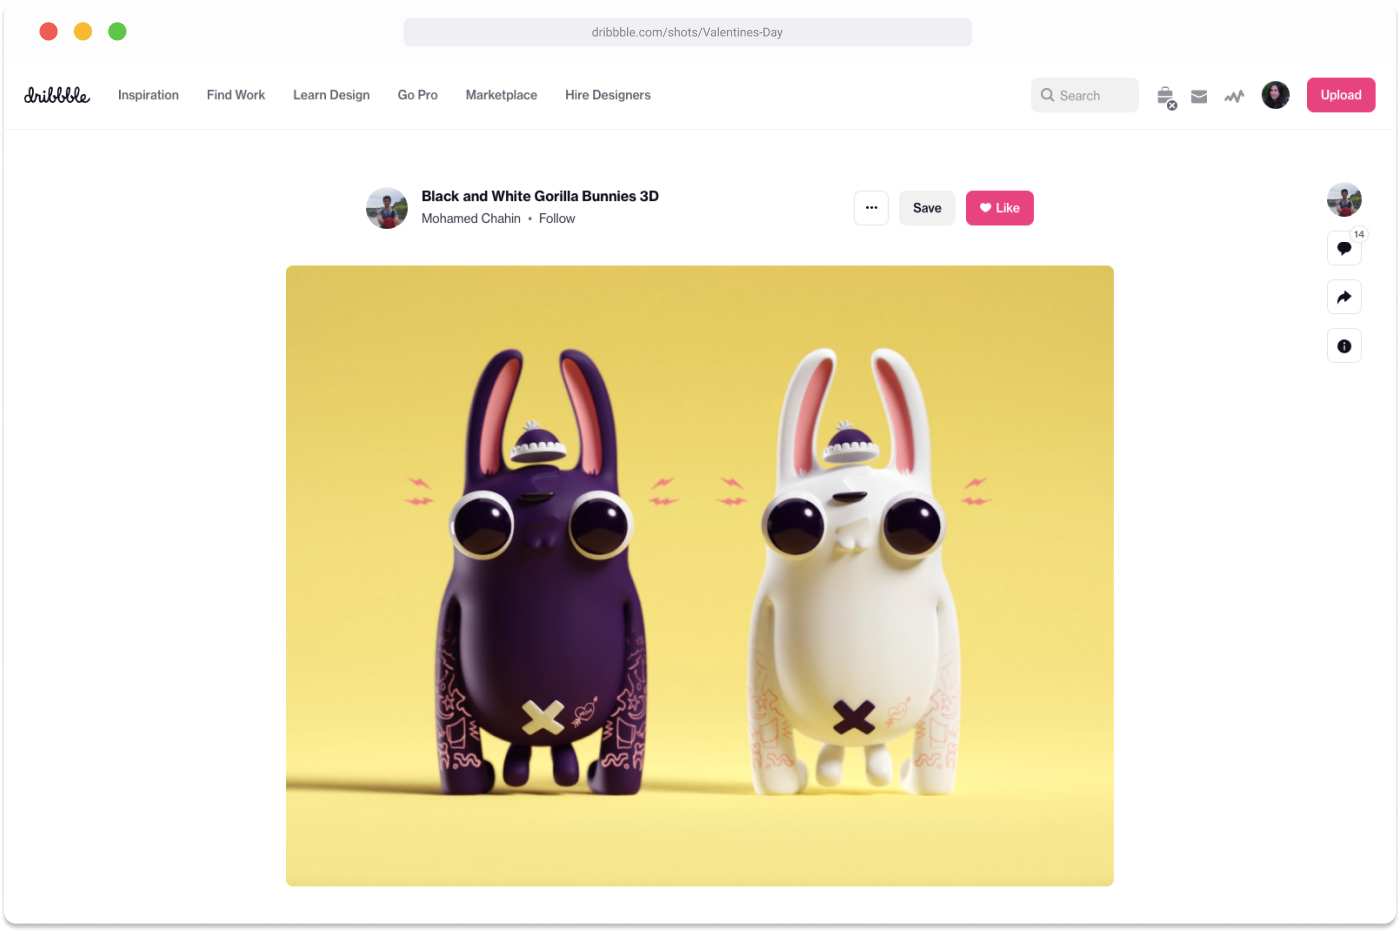 dribbble.com/shots/Valentines-Day
dribbble Inspiration Find Work Learn Design Go Pro Marketplace Hire Designers Search Upload
Black and White Gorilla Bunnies 3D
Mohamed Chahin • Follow
... Save Like
14